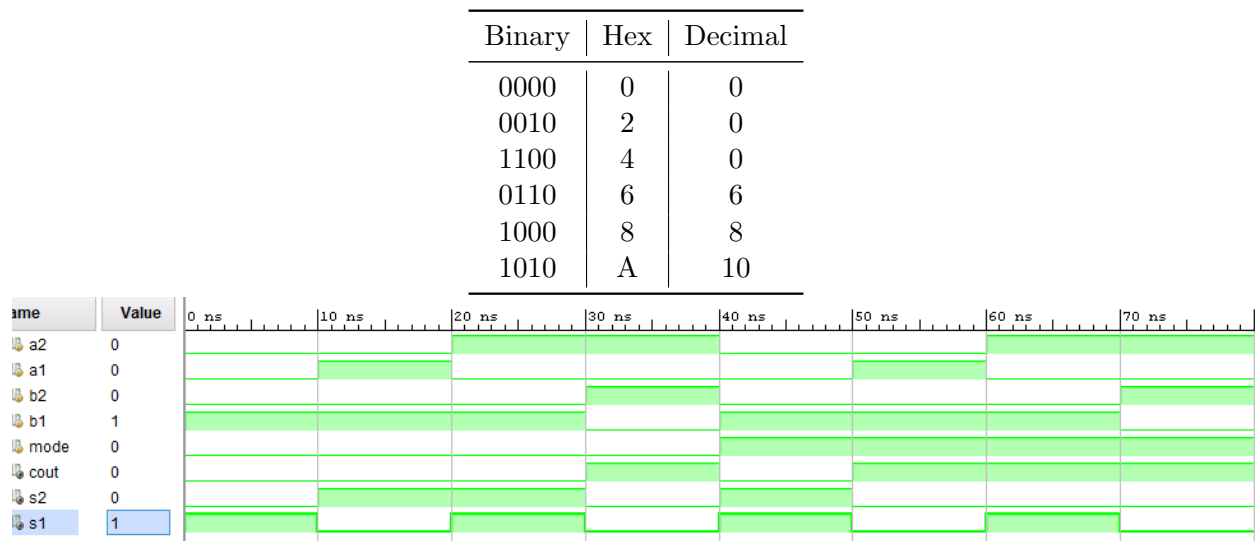 Binary Hex Decimal
0000 0 0
0010 2 0
1100 4 0
0110 6 6
1000 8 8
1010 A 10
ame Value 0 ns 10 ns 20 ns 30 ns 40 ns 50 ns 60 ns 70 ns
a2 0
a1 0
b2 0
b1 1
mode 0
cout 0
s2 0
s1 1